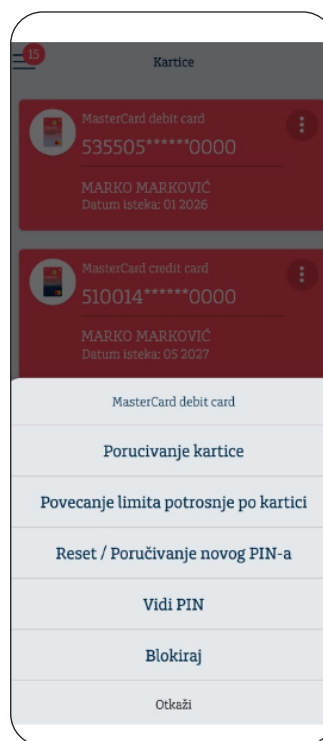 15
Kartice
MasterCard debit card
535505******0000
MARKO MARKOVIĆ
Datum isteka: 01 2026
MasterCard credit card
510014******0000
MARKO MARKOVIĆ
Datum isteka: 05 2027
MasterCard debit card
Porucivanje kartice
Povecanje limita potrosnje po kartici
Reset / Poručivanje novog PIN-a
Vidi PIN
Blokiraj
Otkaži